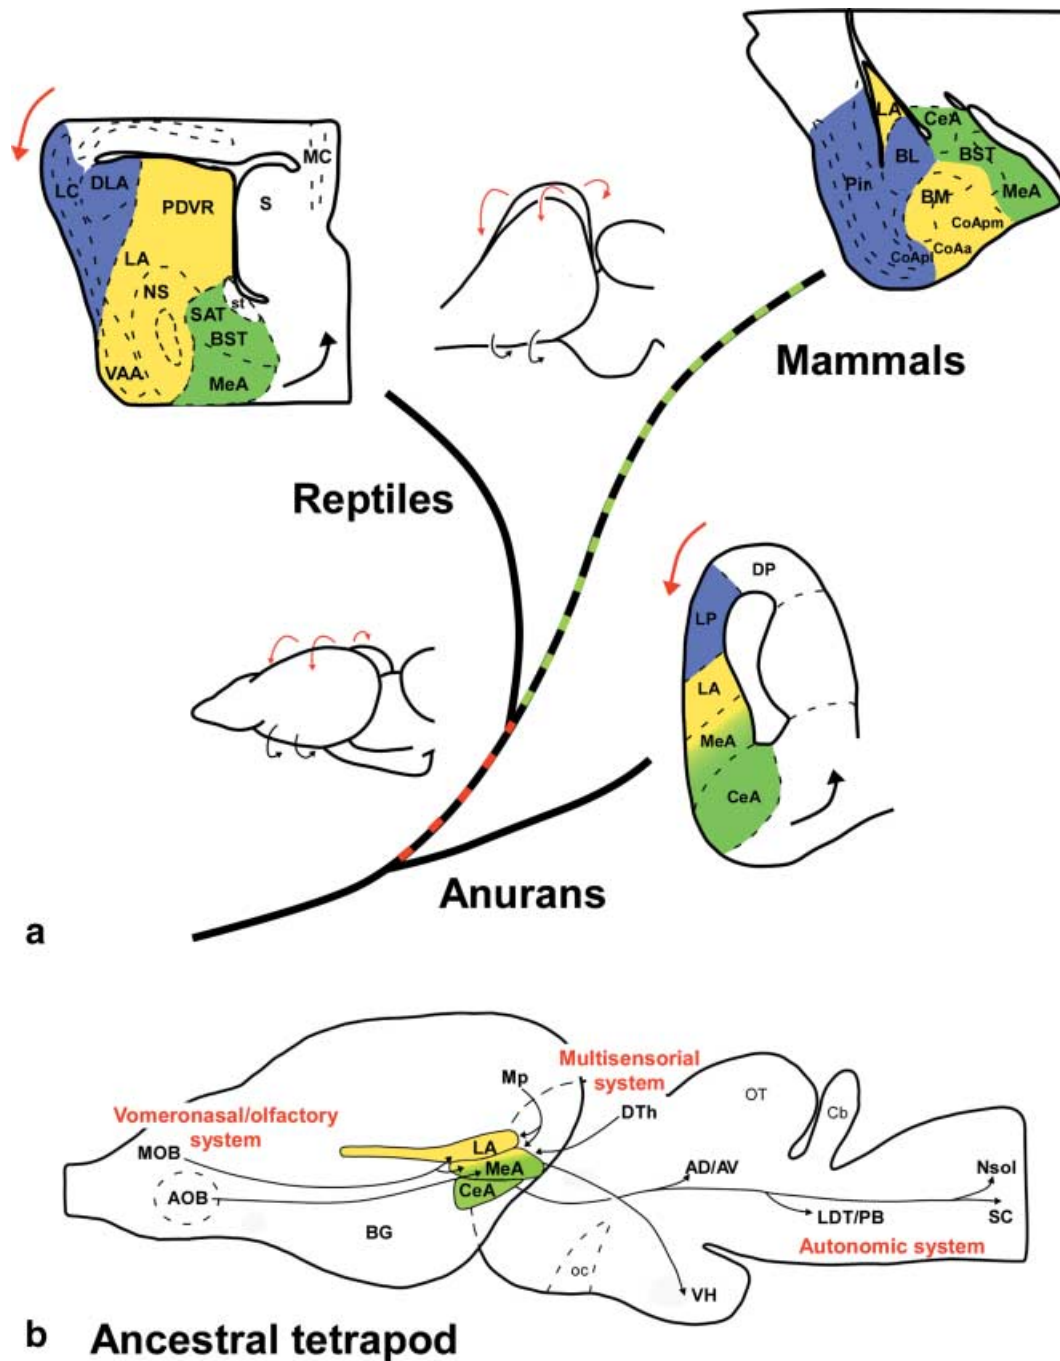 MC
LC
DLA
S
PDVR
LA
NS
st
SAT
BST
VAA
MeA
LA
CeA
BL
BST
Pir
BM
MeA
CoApm
CoAa
CoApl
Mammals
Reptiles
DP
LP
LA
MeA
CeA
Anurans
a
Multisensorial
system
Mp
OT
DTh
Cb
Vomeronasal/olfactory
system
MOB
LA
MeA
AD/AV
Nsol
AOB
CeA
LDT/PB
SC
BG
Autonomic system
oc
VH
b Ancestral tetrapod